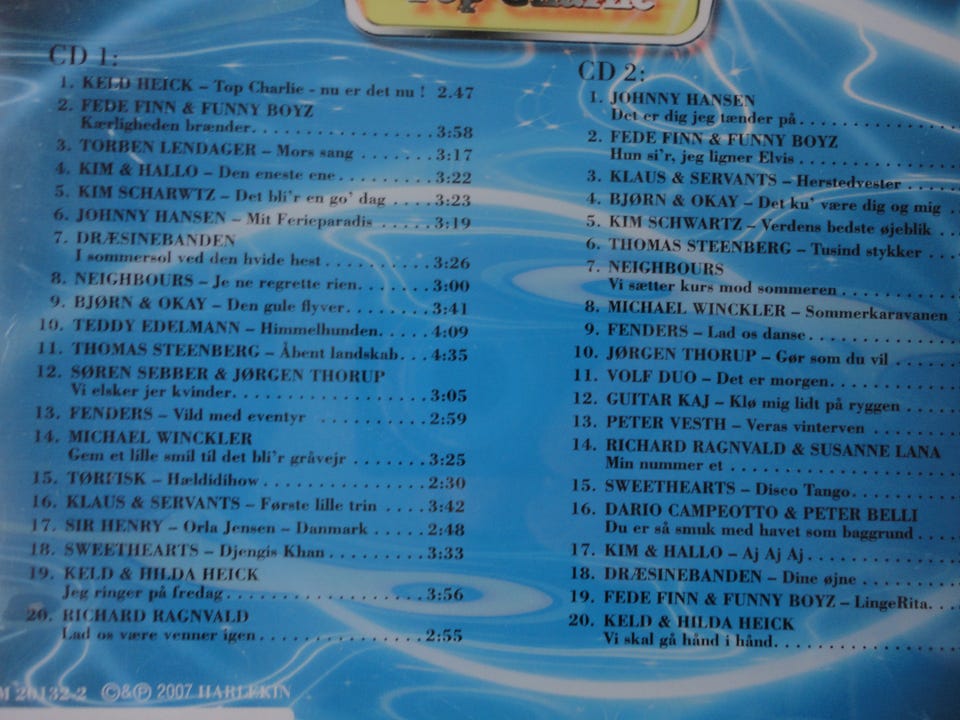 Top Charlie
CD 1:
1. KELD HEICK – Top Charlie - nu er det nu ! 2.47
2. FEDE FINN & FUNNY BOYZ
Kærligheden brænder. . . . . . . . . . . . . . . . . . . . . 3:58
3. TORBEN LENDAGER – Mors sang . . . . . . . 3:17
4. KIM & HALLO – Den eneste ene. . . . . . . . . . . 3:22
5. KIM SCHARWTZ – Det bli'r en go' dag . . . . 3:23
6. JOHNNY HANSEN – Mit Ferieparadis . . . . . 3:19
7. DRÆSINEBANDEN
I sommersol ved den hvide hest. . . . . . . . . . . . 3:26
8. NEIGHBOURS – Je ne regrette rien. . . . . . . . 3:00
9. BJØRN & OKAY – Den gule flyver. . . . . . . . . 3:41
10. TEDDY EDELMANN – Himmelhunden. . . . . 4:09
11. THOMAS STEENBERG – Åbent landskab. . . 4:35
12. SØREN SEBBER & JØRGEN THORUP
Vi elsker jer kvinder. . . . . . . . . . . . . . . . . . . . 3:05
13. FENDERS – Vild med eventyr . . . . . . . . . . . . 2:59
14. MICHAEL WINCKLER
Gem et lille smil til det bli'r gråvejr . . . . . . . 3:25
15. TØRFISK – Hældidihow . . . . . . . . . . . . . . . . 2:30
16. KLAUS & SERVANTS – Første lille trin . . . . 3:42
17. SIR HENRY – Orla Jensen – Danmark . . . . . 2:48
18. SWEETHEARTS – Djengis Khan . . . . . . . . . . 3:33
19. KELD & HILDA HEICK
Jeg ringer på fredag. . . . . . . . . . . . . . . . . . . . 3:56
20. RICHARD RAGNVALD
Lad os være venner igen . . . . . . . . . . . . . . . . 2:55
M 20132-2 ©&℗ 2007 HARLEKIN
CD 2:
1. JOHNNY HANSEN
Det er dig jeg tænder på . . . . . . . . . . . .
2. FEDE FINN & FUNNY BOYZ
Hun si'r, jeg ligner Elvis . . . . . . . . . . . .
3. KLAUS & SERVANTS – Herstedvester . . . .
4. BJØRN & OKAY – Det ku' være dig og mig .
5. KIM SCHWARTZ – Verdens bedste øjeblik . .
6. THOMAS STEENBERG – Tusind stykker . .
7. NEIGHBOURS
Vi sætter kurs mod sommeren . . . . . . . . .
8. MICHAEL WINCKLER – Sommerkaravanen
9. FENDERS – Lad os danse . . . . . . . . . . . .
10. JØRGEN THORUP – Gør som du vil . . . . .
11. VOLF DUO – Det er morgen. . . . . . . . . . .
12. GUITAR KAJ – Klø mig lidt på ryggen . . . .
13. PETER VESTH – Veras vinterven . . . . . . .
14. RICHARD RAGNVALD & SUSANNE LANA
Min nummer et . . . . . . . . . . . . . . . . . .
15. SWEETHEARTS – Disco Tango. . . . . . . . .
16. DARIO CAMPEOTTO & PETER BELLI
Du er så smuk med havet som baggrund . . .
17. KIM & HALLO – Aj Aj Aj . . . . . . . . . . . .
18. DRÆSINEBANDEN – Dine øjne . . . . . . . .
19. FEDE FINN & FUNNY BOYZ – LingeRita. . .
20. KELD & HILDA HEICK
Vi skal gå hånd i hånd. . . . . . . . . . . . . .